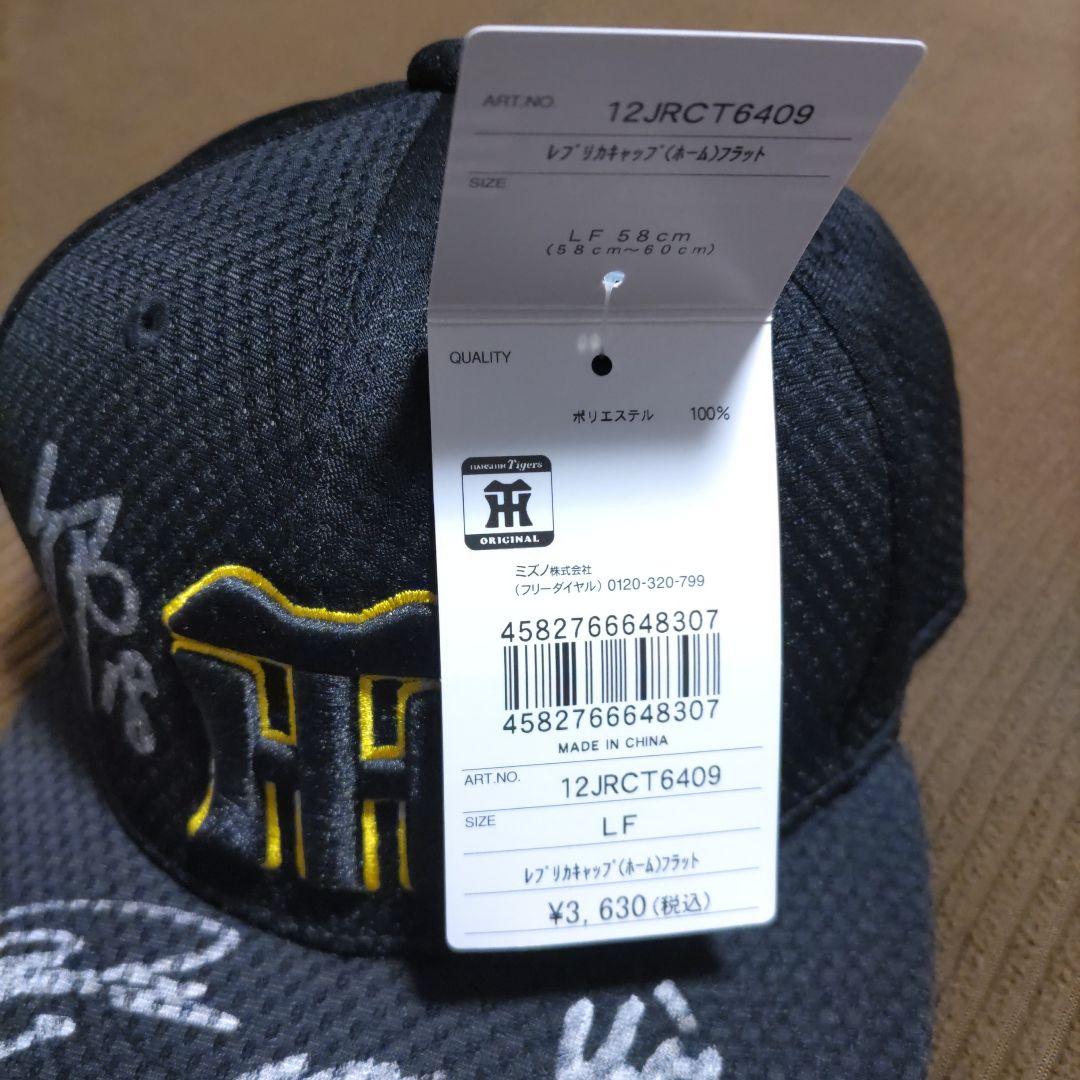 ART.NO. 12JRCT6409
レプリカキャップ(ホーム)フラット
SIZE
LF 58cm
(58cm〜60cm)
QUALITY
ポリエステル 100%
HANSHIN Tigers
ORIGINAL
ミズノ株式会社
(フリーダイヤル) 0120-320-799
4582766648307
4582766648307
MADE IN CHINA
ART.NO. 12JRCT6409
SIZE LF
レプリカキャップ(ホーム)フラット
¥3,630(税込)